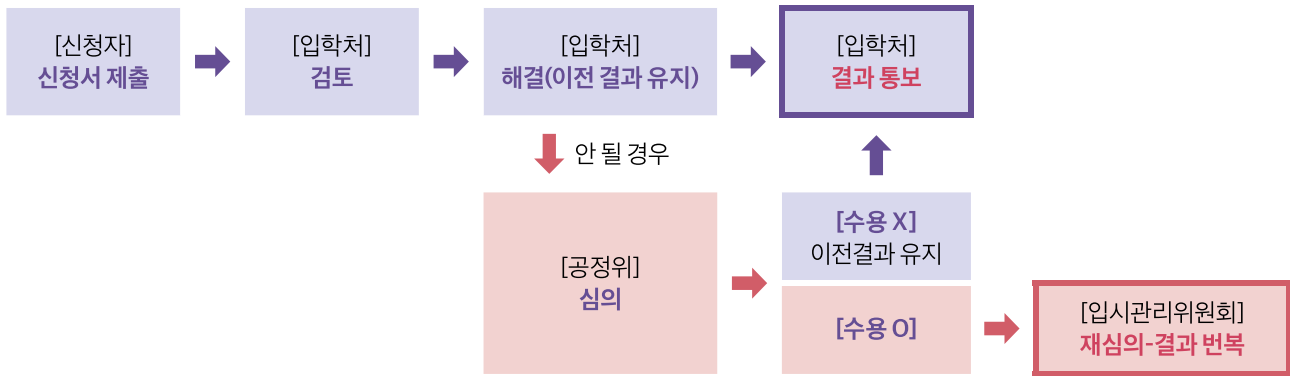 [신청자]
신청서 제출
[입학처]
검토
[입학처]
해결(이전 결과 유지)
[입학처]
결과 통보
안 될 경우
[공정위]
심의
[수용 X]
이전결과 유지
[수용 O]
[입시관리위원회]
재심의-결과 번복